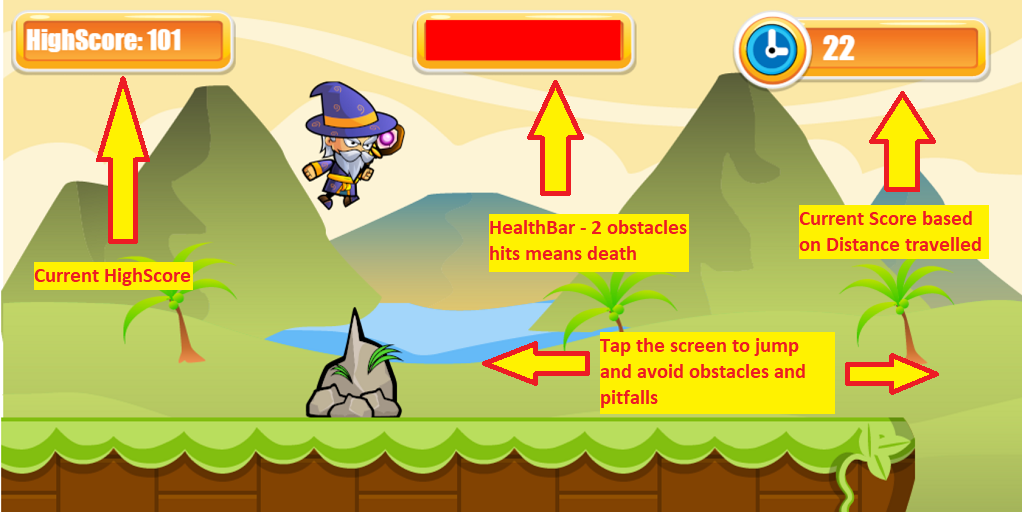 HighScore: 101
22
Current HighScore
HealthBar - 2 obstacles
hits means death
Current Score based
on Distance travelled
Tap the screen to jump
and avoid obstacles and
pitfalls